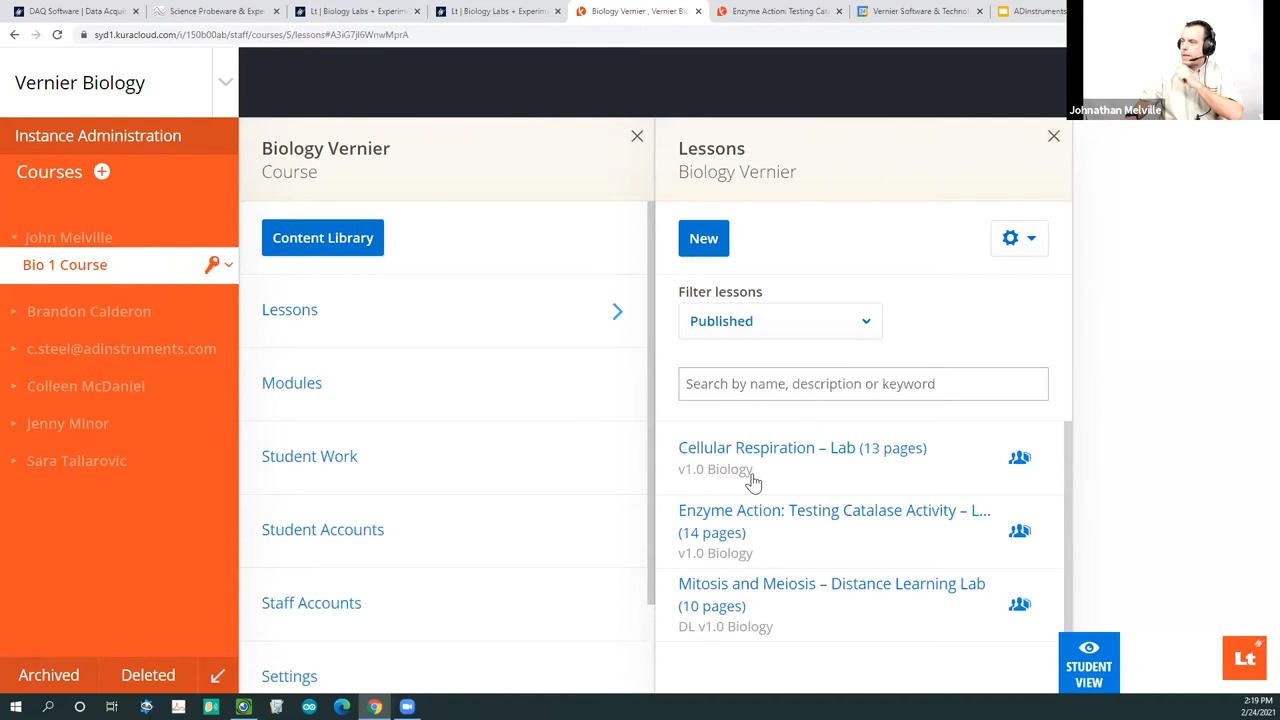 DAQ Software | Data Acqui
Science Probeware & Exper
Lt | Biology Labs + Experim
Lt | Biology Labs + Experim
Biology Vernier , Vernier Bi
Enzyme Action: Testing Cat
Vernier Software & Technol
ADInstruments
syd1.kuracloud.com/i/150b00ab/staff/courses/5/lessons#A3iG7jI6WnwMprA
Johnathan Melville
Vernier Biology
Instance Administration
Courses
John Melville
Bio 1 Course
Brandon Calderon
c.steel@adinstruments.com
Colleen McDaniel
Jenny Minor
Sara Tallarovic
Archived
Deleted
Biology Vernier
Course
Content Library
Lessons
Modules
Student Work
Student Accounts
Staff Accounts
Settings
Lessons
Biology Vernier
New
Filter lessons
Published
Search by name, description or keyword
Cellular Respiration – Lab (13 pages)
v1.0 Biology
Enzyme Action: Testing Catalase Activity – L...
(14 pages)
v1.0 Biology
Mitosis and Meiosis – Distance Learning Lab
(10 pages)
DL v1.0 Biology
STUDENT
VIEW
Lt
2:19 PM
2/24/2021